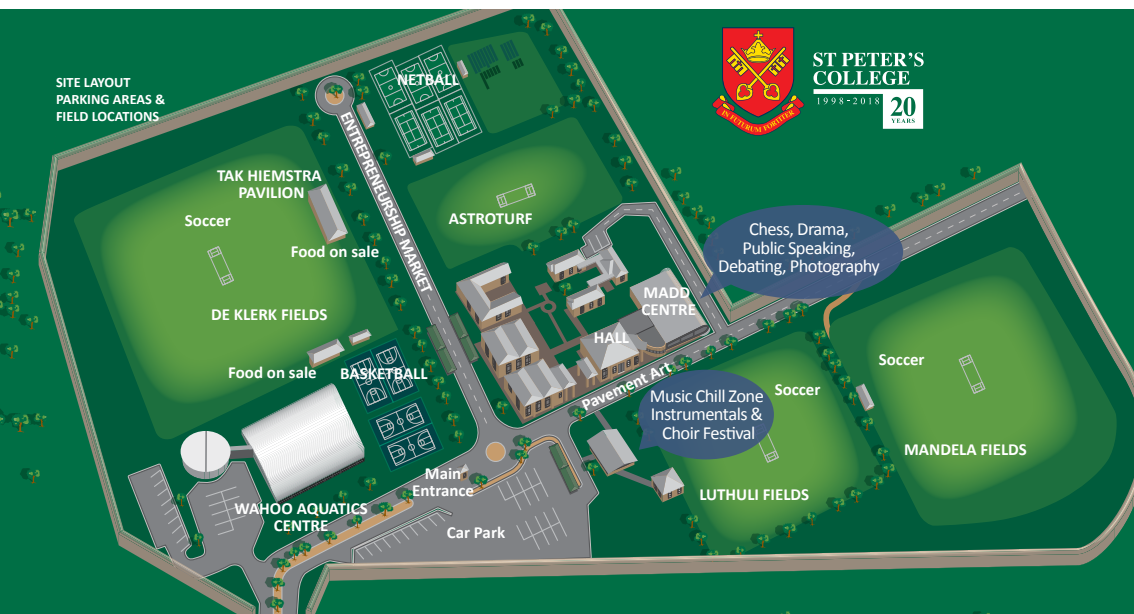 SITE LAYOUT
PARKING AREAS &
FIELD LOCATIONS
ST PETER'S
COLLEGE
1998-2018
20
YEARS
IN FUTURUM FORTITER
NETBALL
ENTREPRENEURSHIP MARKET
TAK HIEMSTRA
PAVILION
Soccer
Food on sale
ASTROTURF
Chess, Drama,
Public Speaking,
Debating, Photography
DE KLERK FIELDS
MADD
CENTRE
HALL
Food on sale
BASKETBALL
Pavement Art
Music Chill Zone
Instrumentals &
Choir Festival
Soccer
Soccer
MANDELA FIELDS
Main
Entrance
LUTHULI FIELDS
WAHOO AQUATICS
CENTRE
Car Park